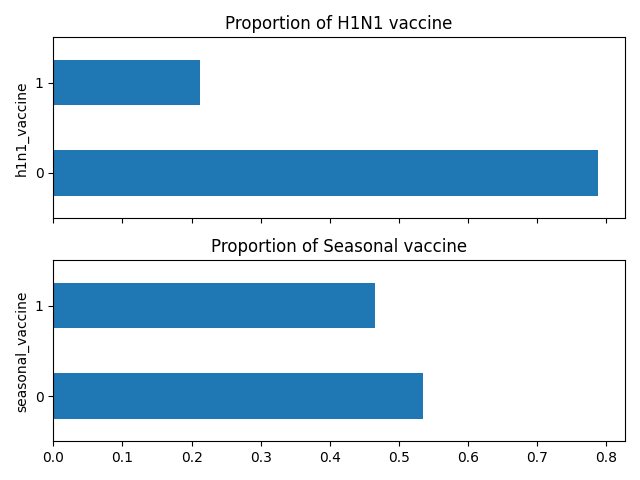 Proportion of H1N1 vaccine
h1n1_vaccine
1
0
Proportion of Seasonal vaccine
seasonal_vaccine
1
0
0.0 0.1 0.2 0.3 0.4 0.5 0.6 0.7 0.8